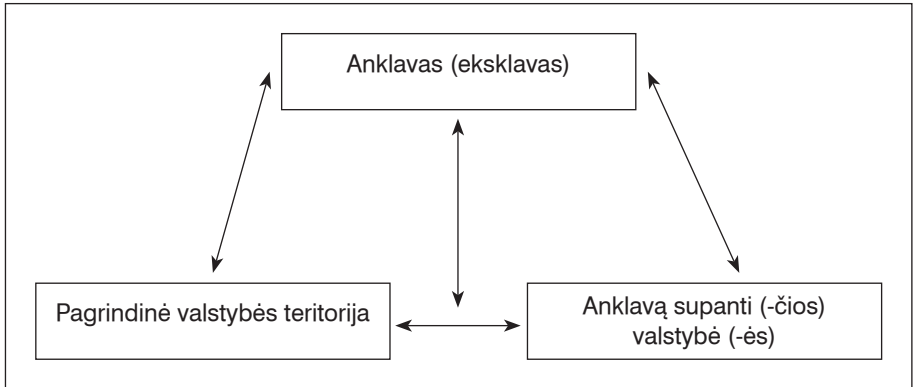 Anklavas (eksklavas)
Pagrindinė valstybės teritorija
Anklavą supanti (-čios)
valstybė (-ės)